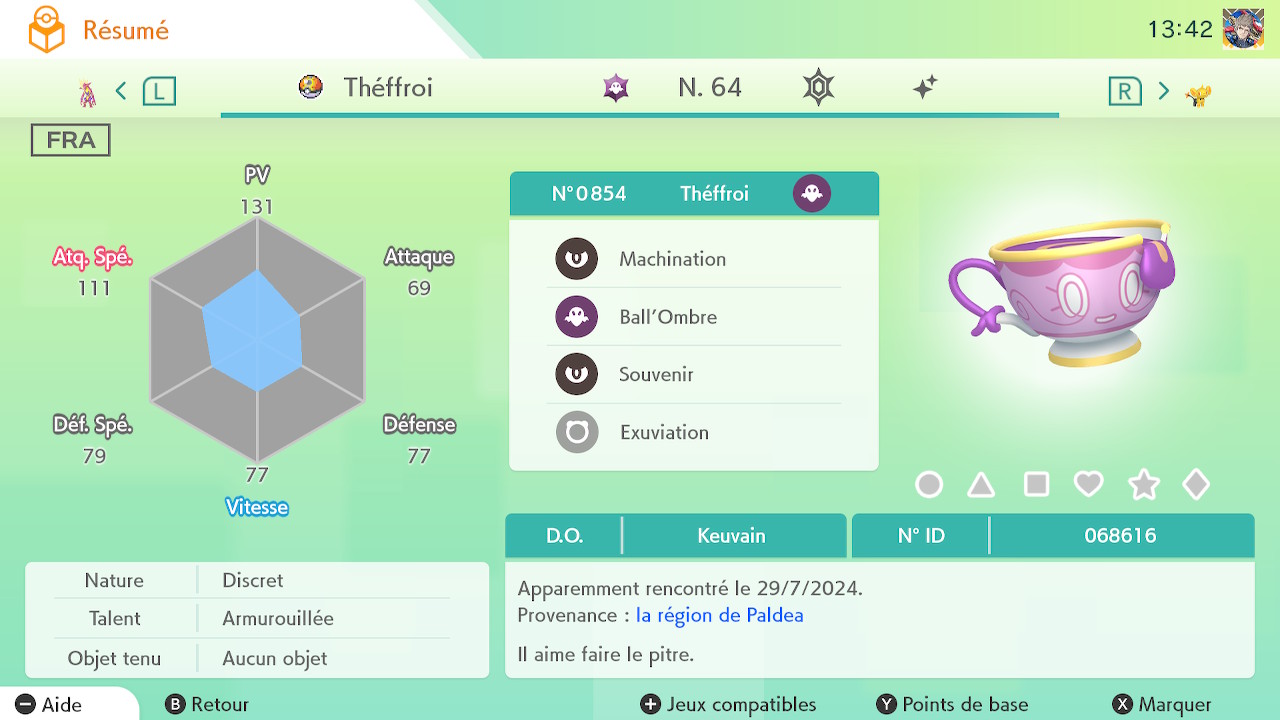 Résumé
13:42
L
Théffroi
N. 64
R
FRA
PV
131
Atq. Spé.
111
Attaque
69
Déf. Spé.
79
Défense
77
77
Vitesse
N° 0854 Théffroi
Machination
Ball'Ombre
Souvenir
Exuviation
D.O. Keuvain
N° ID 068616
Nature Discret
Talent Armurouillée
Objet tenu Aucun objet
Apparemment rencontré le 29/7/2024.
Provenance : la région de Paldea
Il aime faire le pitre.
Aide
B Retour
Jeux compatibles
Y Points de base
X Marquer